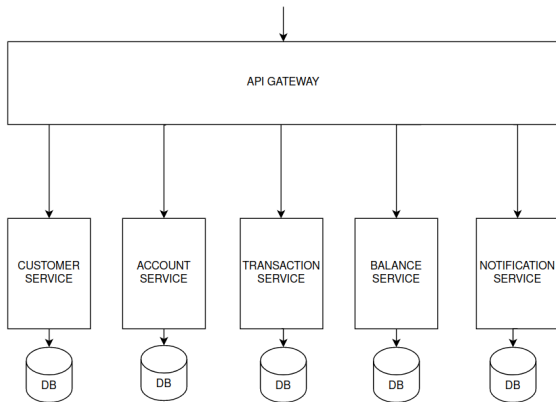 API GATEWAY
CUSTOMER
SERVICE
ACCOUNT
SERVICE
TRANSACTION
SERVICE
BALANCE
SERVICE
NOTIFICATION
SERVICE
DB
DB
DB
DB
DB